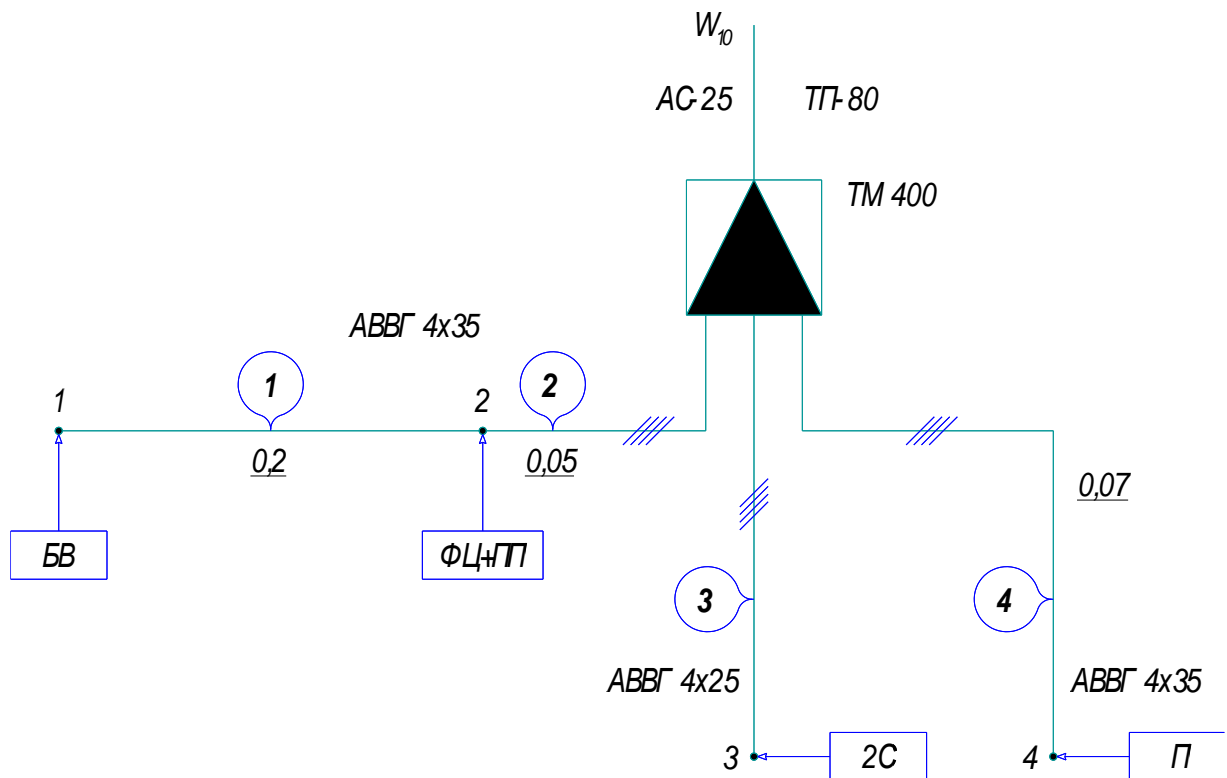 W10
АС-25
ТП-80
ТМ 400
АВВГ 4х35
1
2
1
2
0,2
0,05
0,07
БВ
ФЦ+ПП
3
4
АВВГ 4х25
АВВГ 4х35
3
2С
4
П